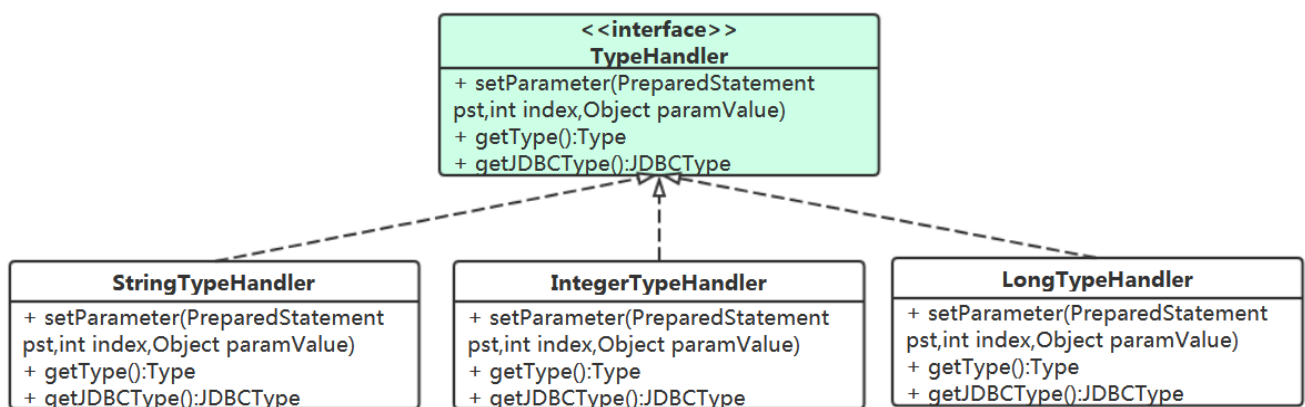 <<interface>>
TypeHandler
+ setParameter(PreparedStatement
pst,int index,Object paramValue)
+ getType():Type
+ getJDBCType():JDBCType
StringTypeHandler
+ setParameter(PreparedStatement
pst,int index,Object paramValue)
+ getType():Type
+ getJDBCType():JDBCType
IntegerTypeHandler
+ setParameter(PreparedStatement
pst,int index,Object paramValue)
+ getType():Type
+ getJDBCType():JDBCType
LongTypeHandler
+ setParameter(PreparedStatement
pst,int index,Object paramValue)
+ getType():Type
+ getJDBCType():JDBCType